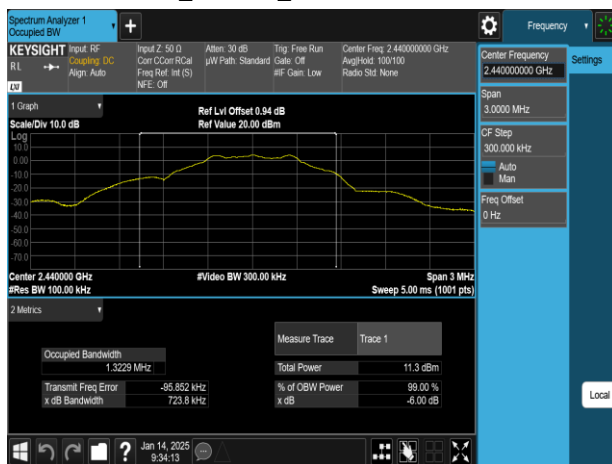 Spectrum Analyzer 1
Occupied BW
+
Frequency
KEYSIGHT
RL
LXI
Input: RF
Coupling: DC
Align: Auto
Input Z: 50 Ω
Corr CCorr RCal
Freq Ref: Int (S)
NFE: Off
Atten: 30 dB
µW Path: Standard
Trig: Free Run
Gate: Off
#IF Gain: Low
Center Freq: 2.440000000 GHz
Avg|Hold: 100/100
Radio Std: None
Center Frequency
2.440000000 GHz
Settings
Span
3.0000 MHz
CF Step
300.000 kHz
Auto
Man
Freq Offset
0 Hz
Local
1 Graph
Scale/Div 10.0 dB
Ref Lvl Offset 0.94 dB
Ref Value 20.00 dBm
Log
10.0
0.00
-10.0
-20.0
-30.0
-40.0
-50.0
-60.0
-70.0
Center 2.440000 GHz
#Res BW 100.00 kHz
#Video BW 300.00 kHz
Span 3 MHz
Sweep 5.00 ms (1001 pts)
2 Metrics
Measure Trace Trace 1
Occupied Bandwidth
1.3229 MHz
Total Power 11.3 dBm
Transmit Freq Error -95.852 kHz
% of OBW Power 99.00 %
x dB Bandwidth 723.8 kHz
x dB -6.00 dB
?
Jan 14, 2025
9:34:13